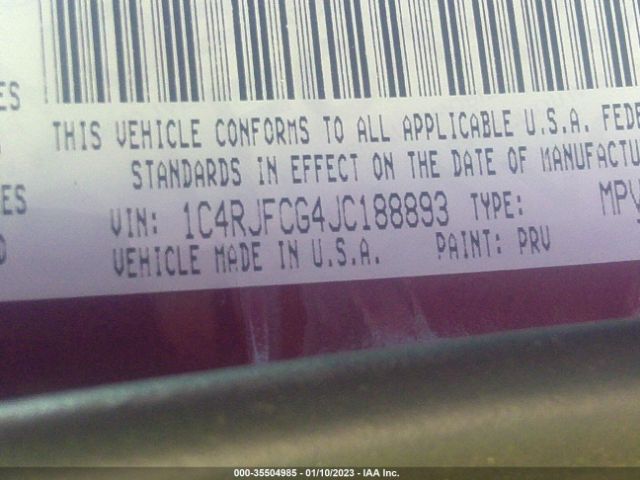 ES
THIS VEHICLE CONFORMS TO ALL APPLICABLE U.S.A. FEDE
STANDARDS IN EFFECT ON THE DATE OF MANUFACTU
ES
VIN: 1C4RJFCG4JC188893 TYPE: MPV
D
VEHICLE MADE IN U.S.A. PAINT: PRV
000-35504985 - 01/10/2023 - IAA Inc.